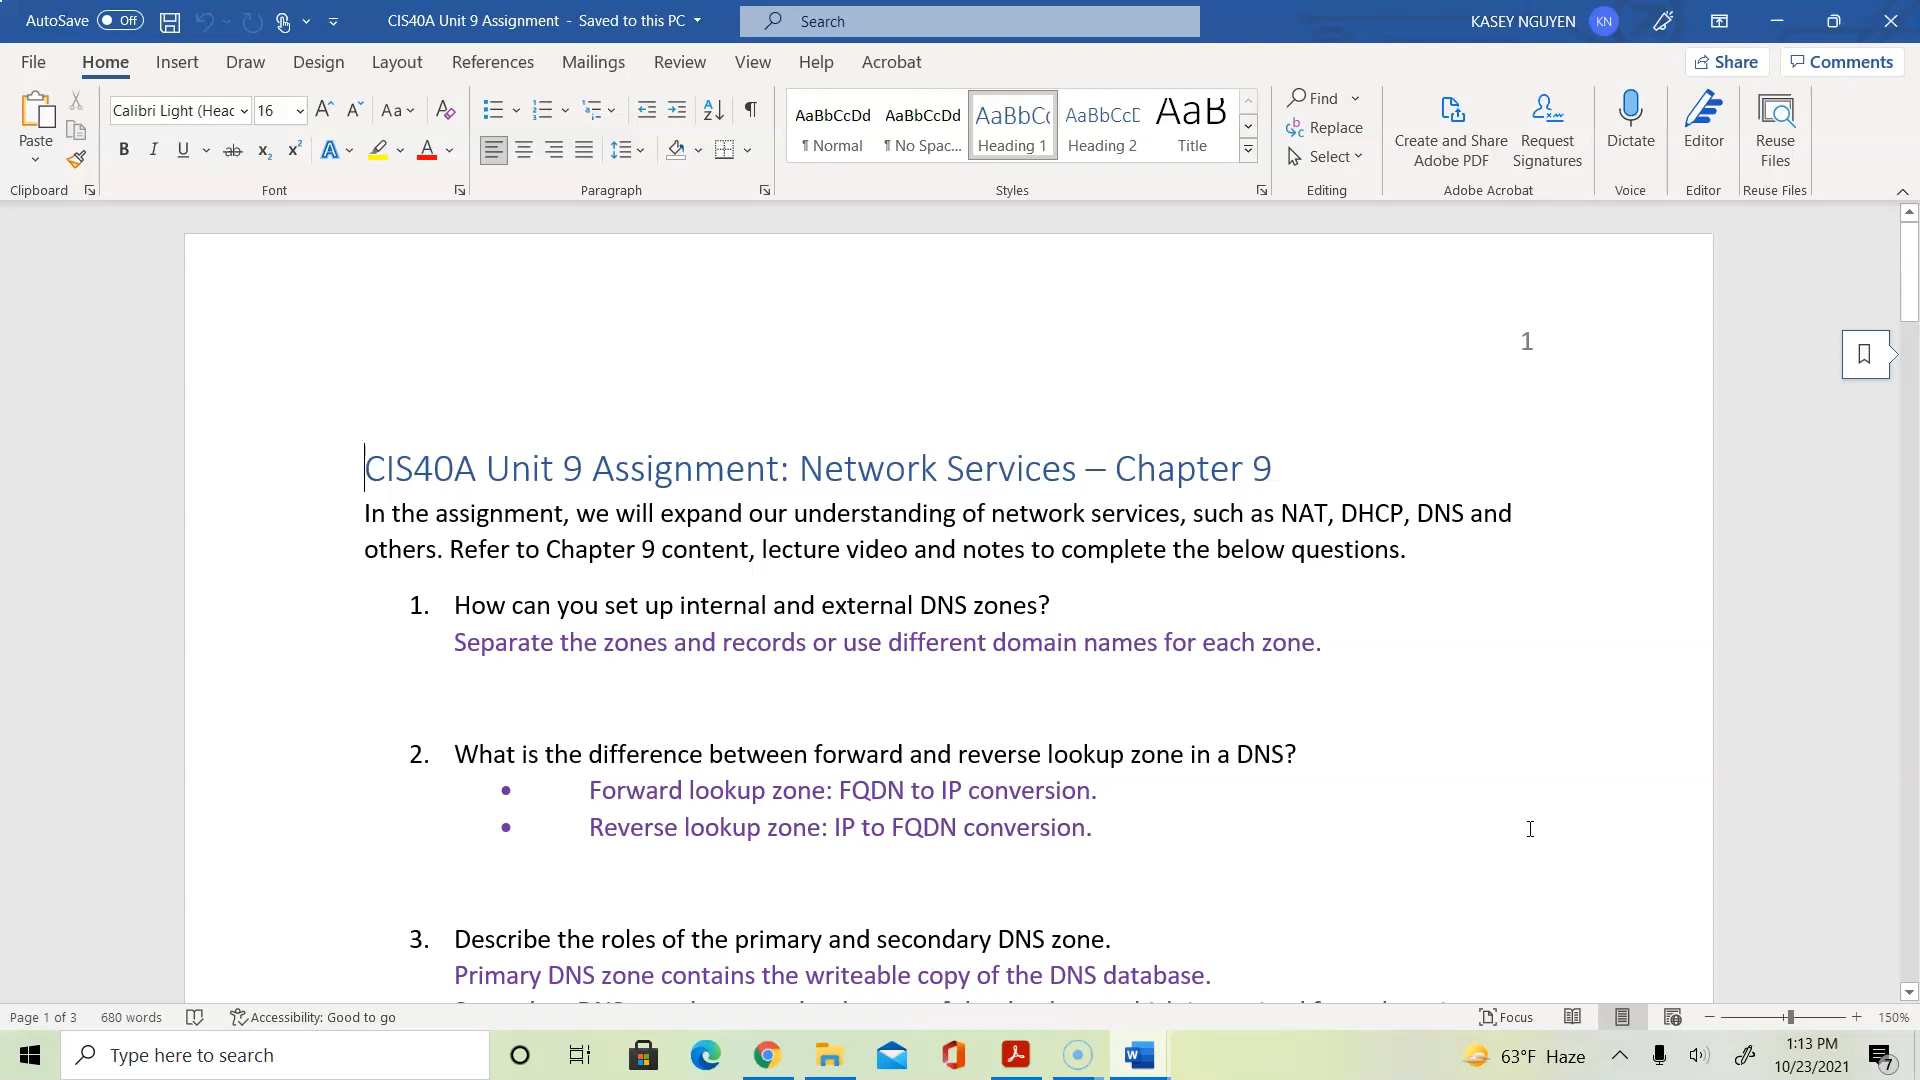 AutoSave Off CIS40A Unit 9 Assignment - Saved to this PC Search KASEY NGUYEN KN
File Home Insert Draw Design Layout References Mailings Review View Help Acrobat Share Comments
Calibri Light (Heac 16 Aa
AaBbCcDd AaBbCcDd AaBbCc AaBbCcD AaB
¶ Normal ¶ No Spac... Heading 1 Heading 2 Title
Find
Replace
Select
Paste
Create and Share Adobe PDF
Request Signatures
Dictate
Editor
Reuse Files
Clipboard Font Paragraph Styles Editing Adobe Acrobat Voice Editor Reuse Files
1
CIS40A Unit 9 Assignment: Network Services – Chapter 9
In the assignment, we will expand our understanding of network services, such as NAT, DHCP, DNS and
others. Refer to Chapter 9 content, lecture video and notes to complete the below questions.
1. How can you set up internal and external DNS zones?
Separate the zones and records or use different domain names for each zone.
2. What is the difference between forward and reverse lookup zone in a DNS?
• Forward lookup zone: FQDN to IP conversion.
• Reverse lookup zone: IP to FQDN conversion.
3. Describe the roles of the primary and secondary DNS zone.
Primary DNS zone contains the writeable copy of the DNS database.
Page 1 of 3 680 words Accessibility: Good to go Focus 150%
Type here to search 63°F Haze 1:13 PM
10/23/2021 7